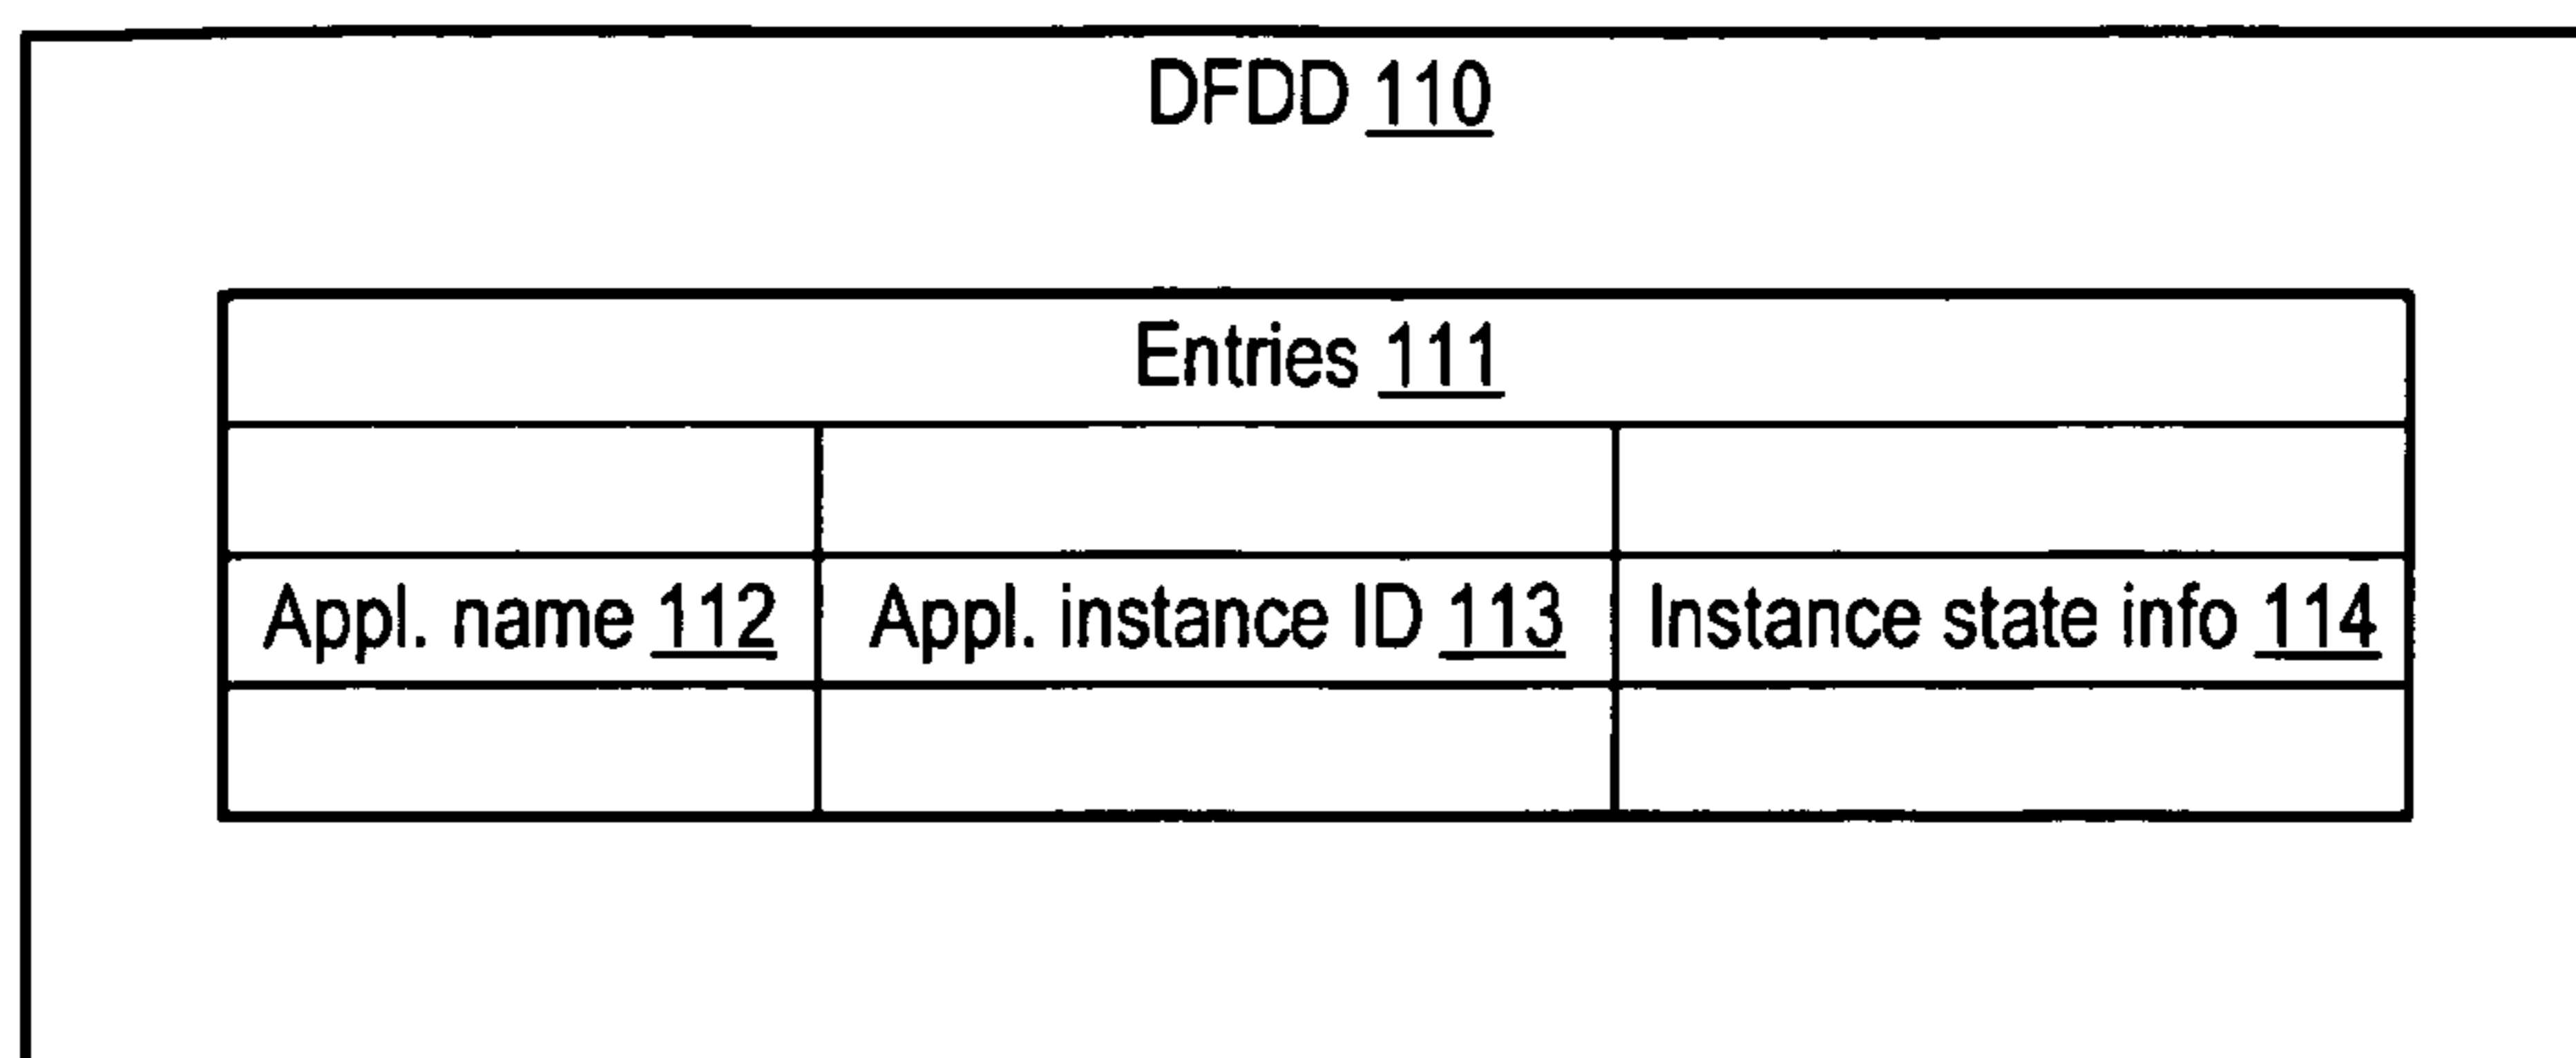 DFDD 110
Entries 111
Appl. name 112 Appl. instance ID 113 Instance state info 114